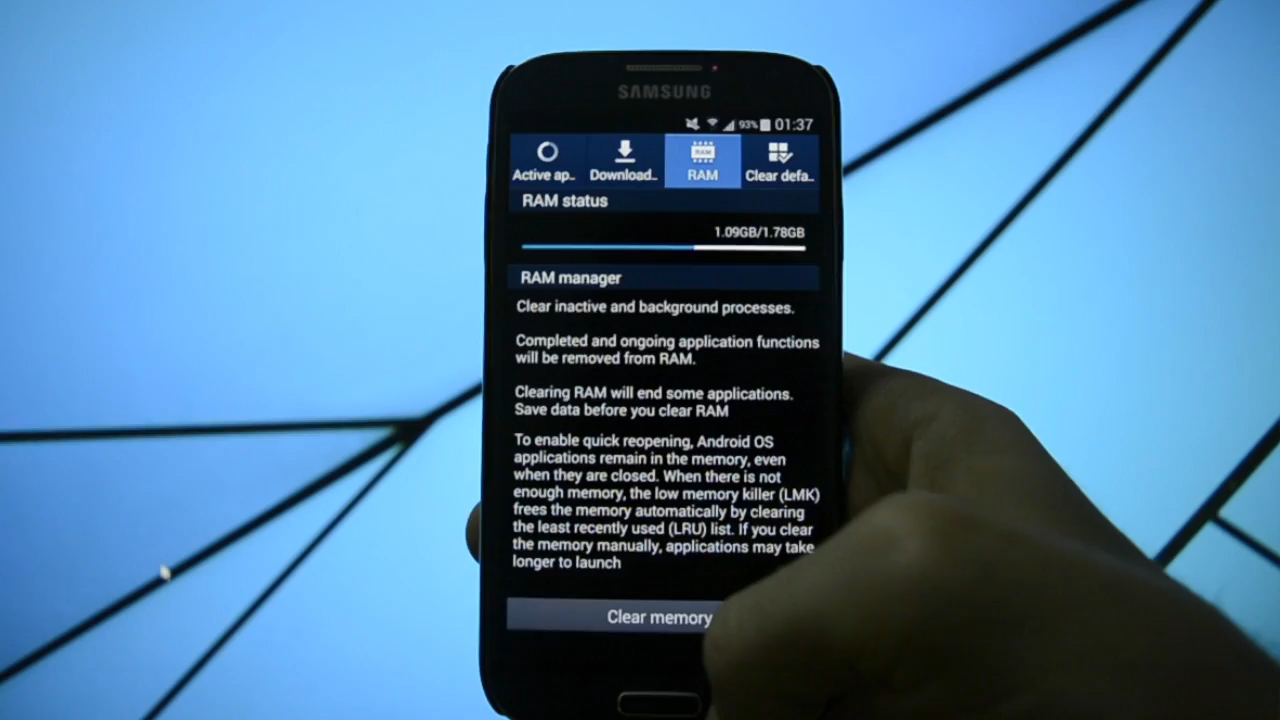 SAMSUNG
93% 01:37
Active ap.. Download.. RAM RAM Clear defa..
RAM status
1.09GB/1.78GB
RAM manager
Clear inactive and background processes.
Completed and ongoing application functions
will be removed from RAM.
Clearing RAM will end some applications.
Save data before you clear RAM
To enable quick reopening, Android OS
applications remain in the memory, even
when they are closed. When there is not
enough memory, the low memory killer (LMK)
frees the memory automatically by clearing
the least recently used (LRU) list. If you clear
the memory manually, applications may take
longer to launch
Clear memory